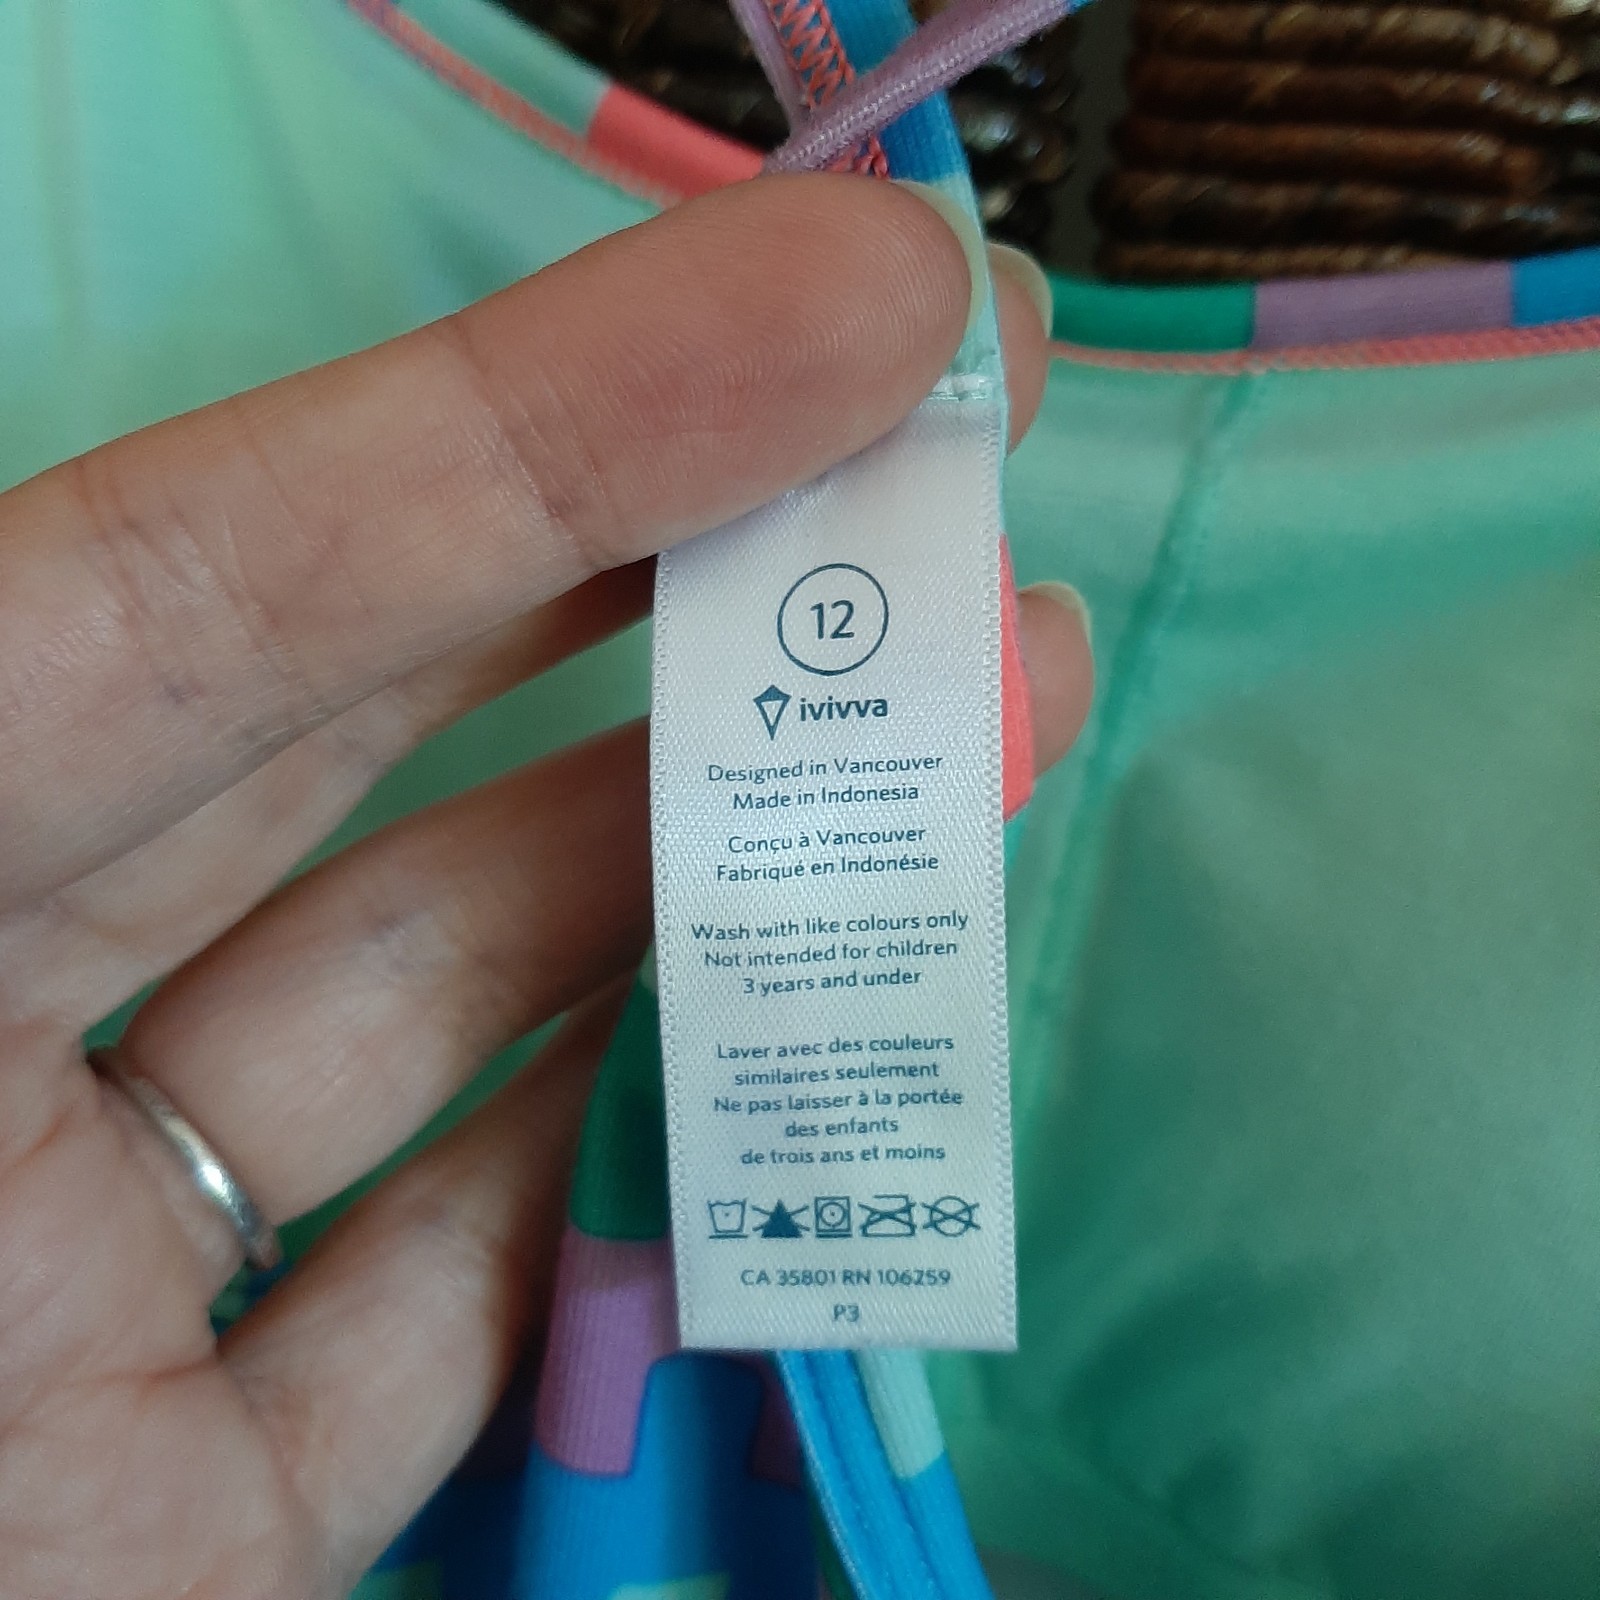 12
ivivva
Designed in Vancouver
Made in Indonesia
Conçu à Vancouver
Fabriqué en Indonésie
Wash with like colours only
Not intended for children
3 years and under
Laver avec des couleurs
similaires seulement
Ne pas laisser à la portée
des enfants
de trois ans et moins
CA 35801 RN 106259
P3